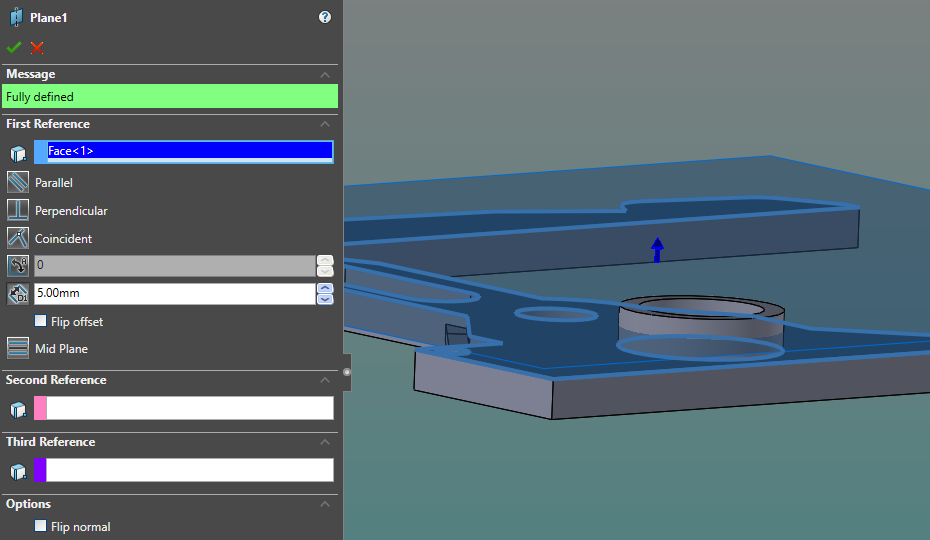 Plane1
?
Message
Fully defined
First Reference
Face<1>
Parallel
Perpendicular
Coincident
0
5.00mm
Flip offset
Mid Plane
Second Reference
Third Reference
Options
Flip normal